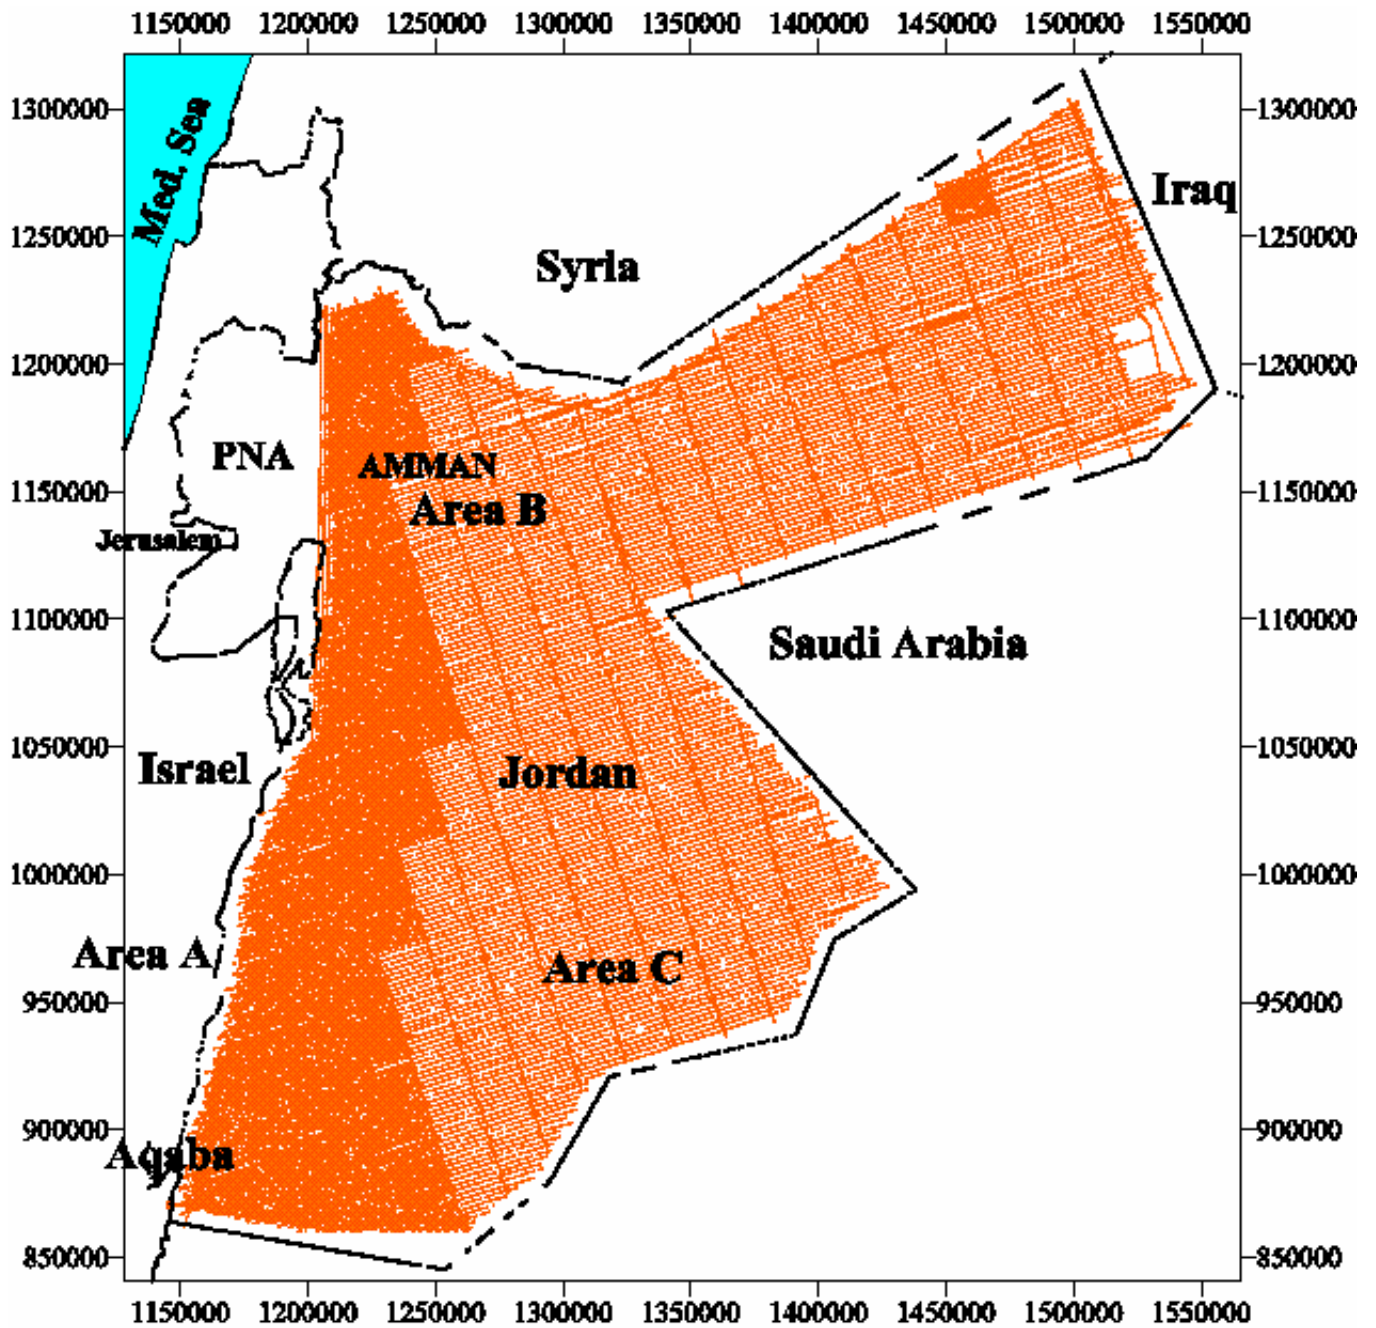 1150000 1200000 1250000 1300000 1350000 1400000 1450000 1500000 1550000
1300000 1300000
Med. Sea
Iraq
1250000 1250000
Syria
1200000 1200000
PNA
AMMAN
1150000 1150000
Area B
Jerusalem
1100000 1100000
Saudi Arabia
1050000 1050000
Israel
Jordan
1000000 1000000
Area A
Area C
950000 950000
900000 900000
Aqaba
850000 850000
1150000 1200000 1250000 1300000 1350000 1400000 1450000 1500000 1550000